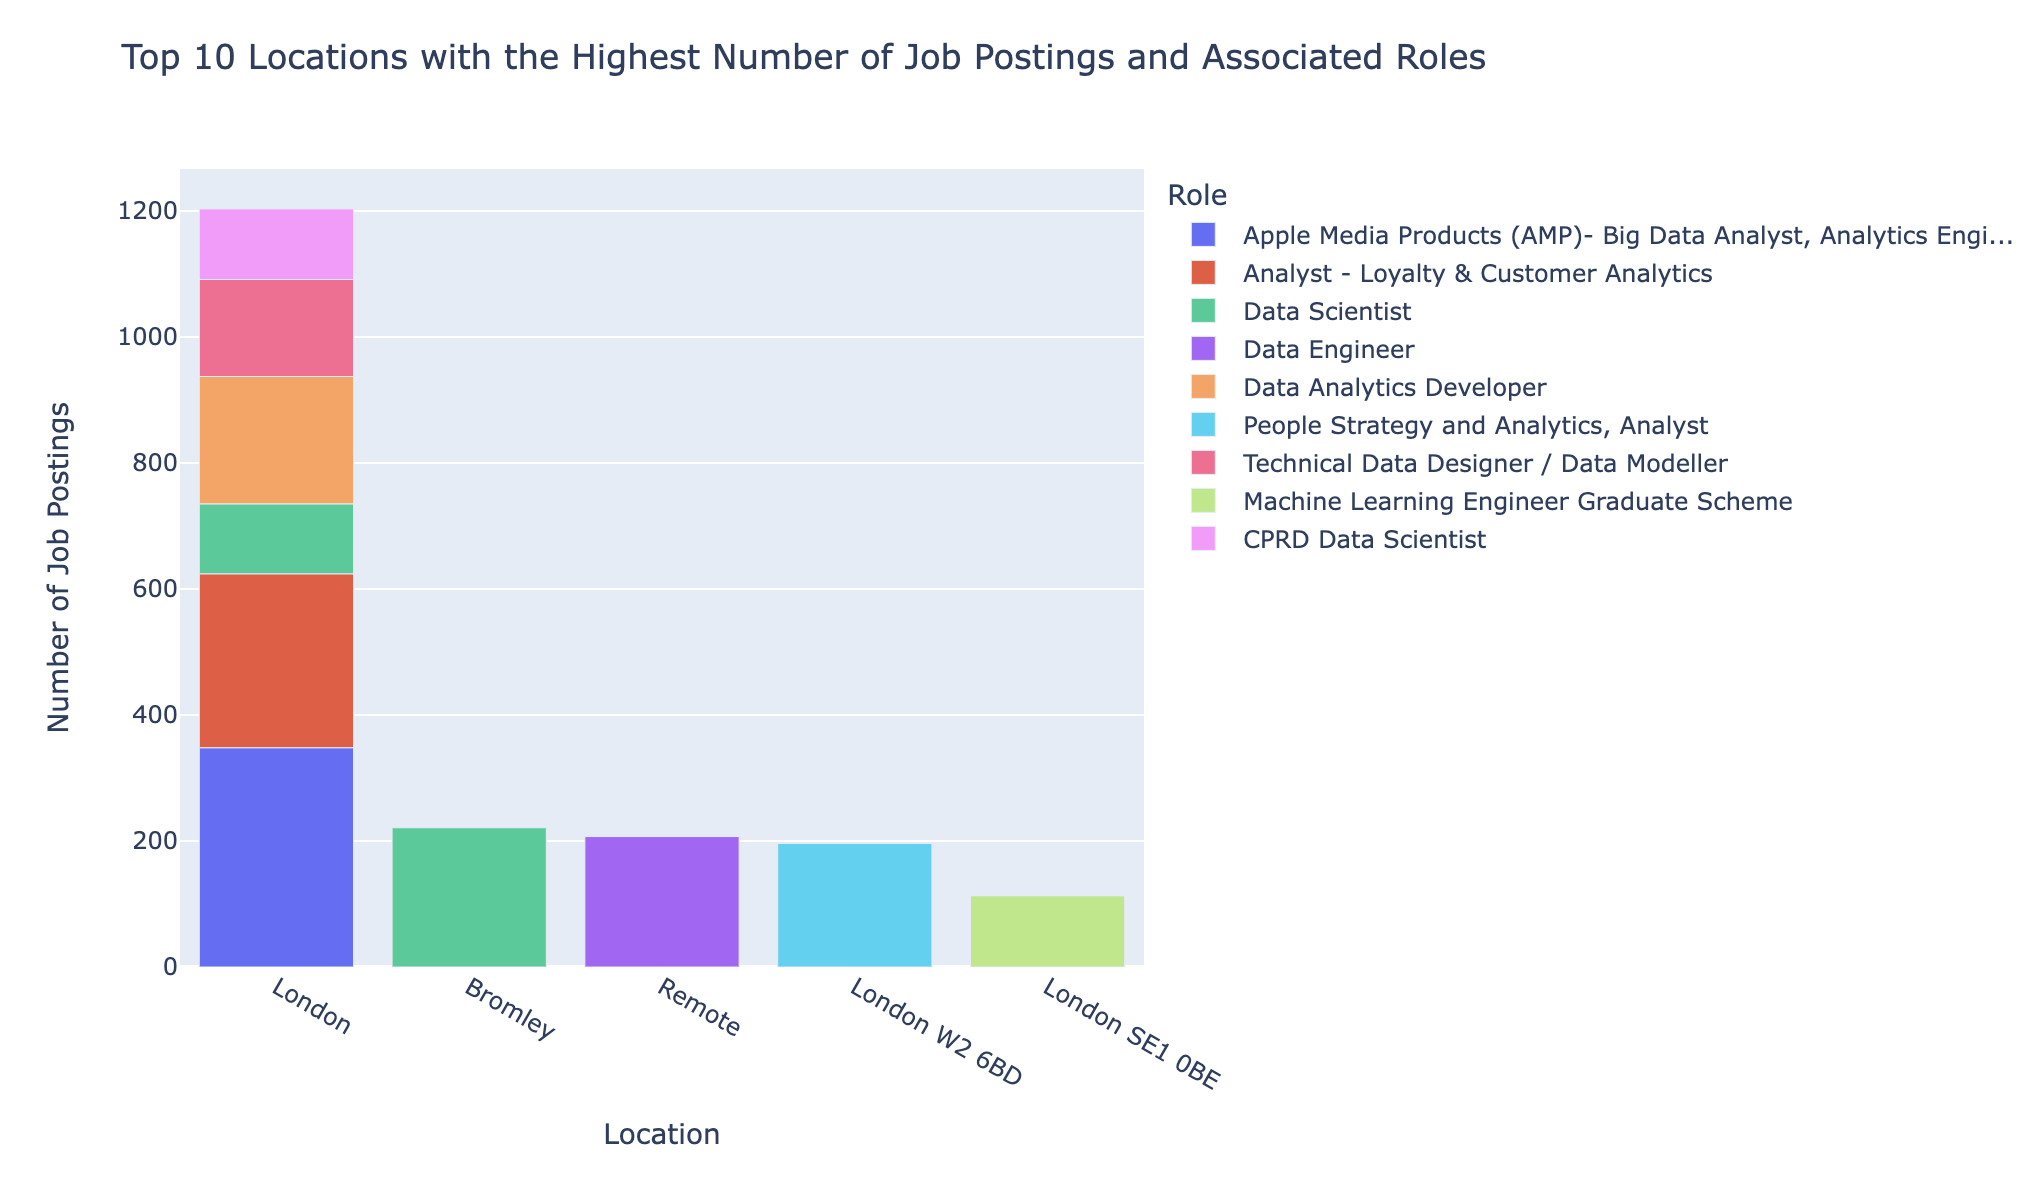 Top 10 Locations with the Highest Number of Job Postings and Associated Roles
Number of Job Postings
1200
1000
800
600
400
200
0
London
Bromley
Remote
London W2 6BD
London SE1 0BE
Location
Role
Apple Media Products (AMP)- Big Data Analyst, Analytics Engi...
Analyst - Loyalty & Customer Analytics
Data Scientist
Data Engineer
Data Analytics Developer
People Strategy and Analytics, Analyst
Technical Data Designer / Data Modeller
Machine Learning Engineer Graduate Scheme
CPRD Data Scientist